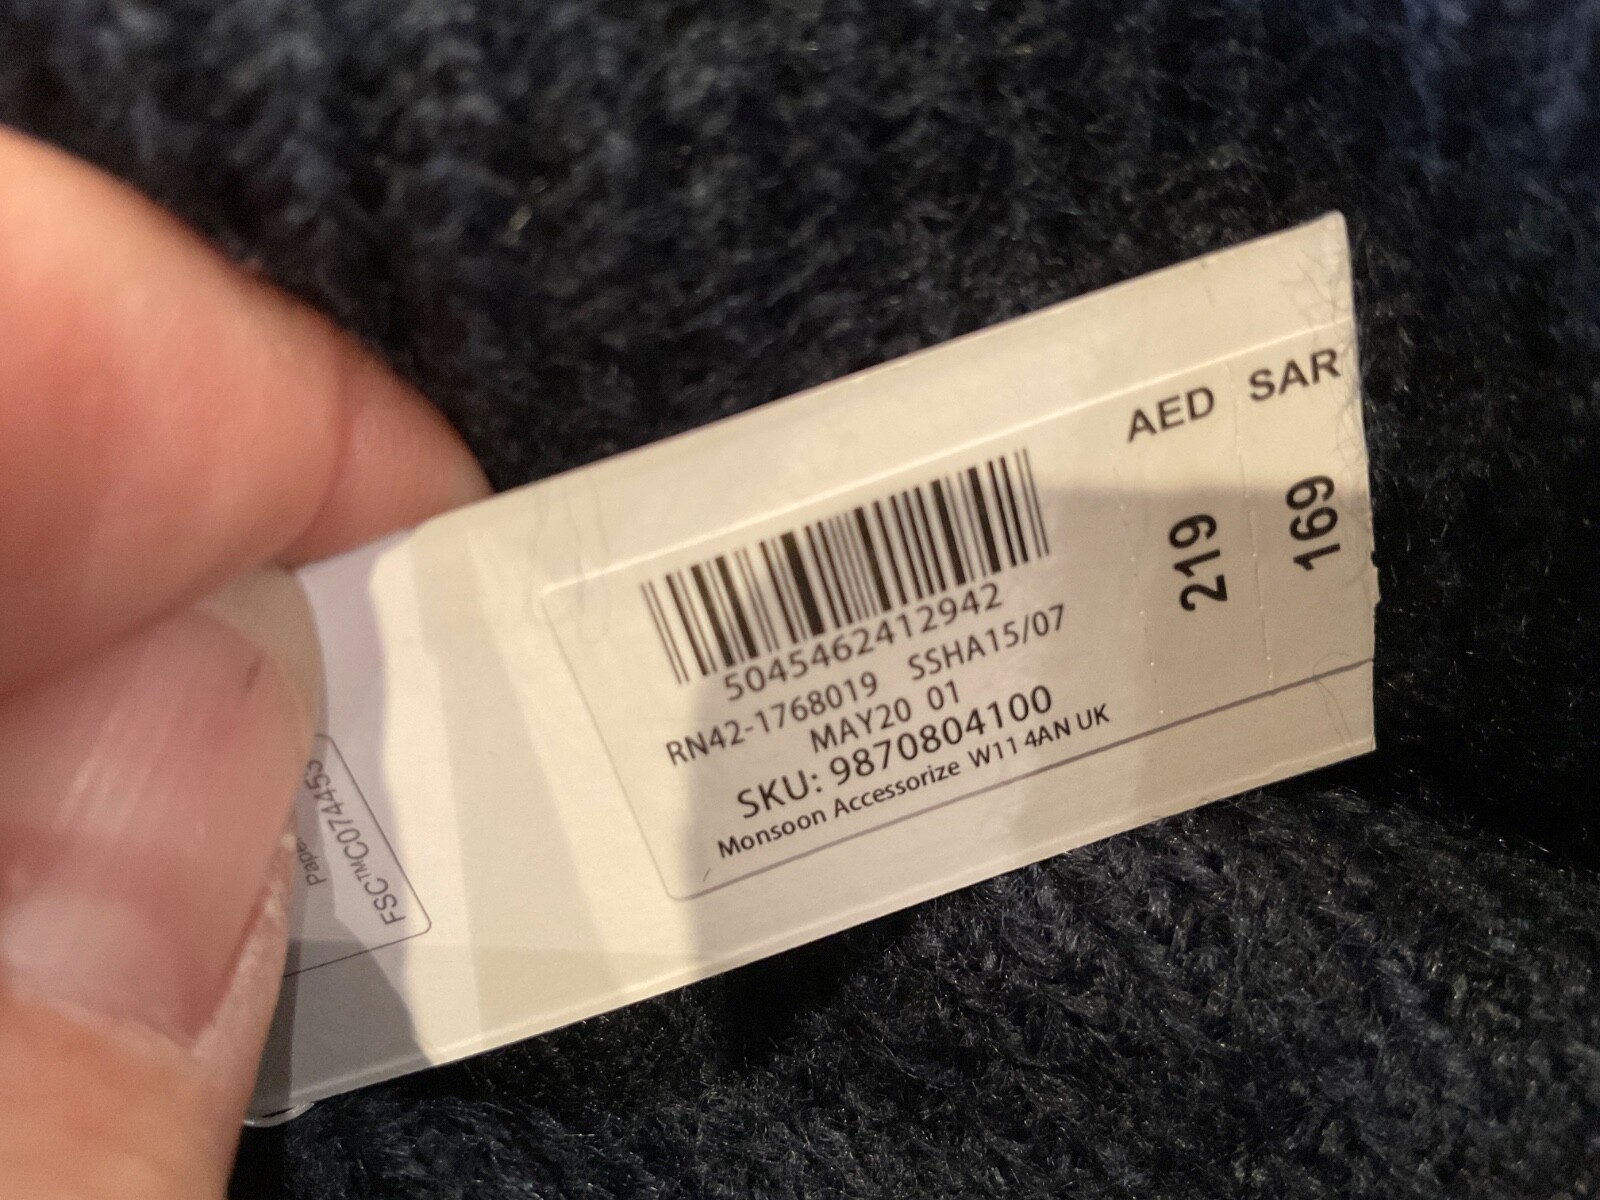 AED SAR
219 169
5045462412942
RN42-1768019 SSHA15/07
MAY20 01
SKU: 9870804100
Monsoon Accessorize W11 4AN UK
FSC™C074453